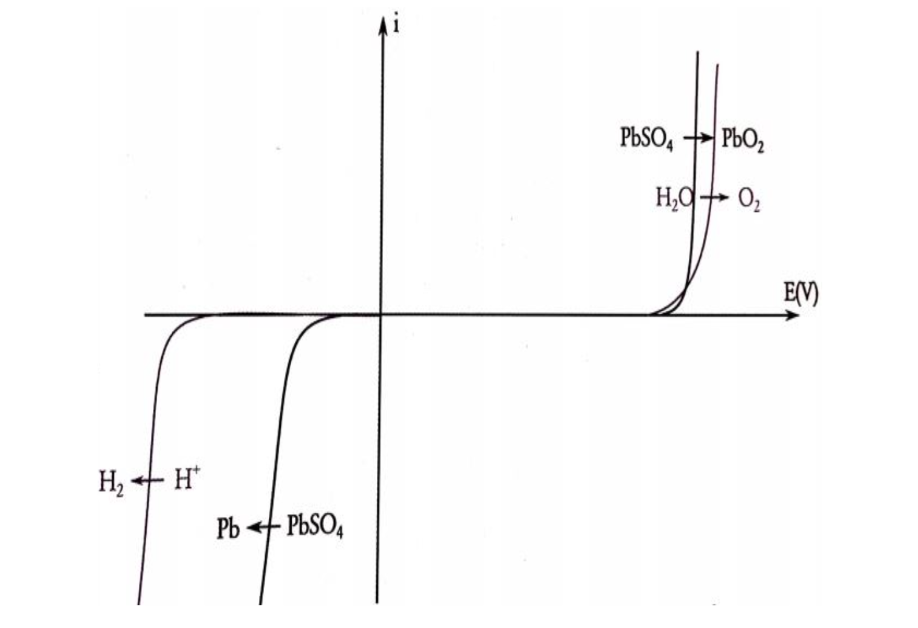 i
PbSO₄ → PbO₂
H₂O → O₂
E(V)
H₂ ← H⁺
Pb ← PbSO₄